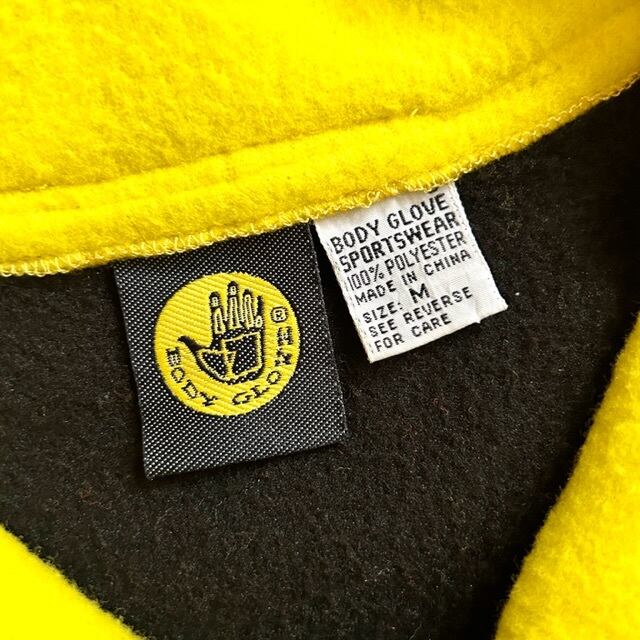 BODY GLOVE
®
BODY GLOVE
SPORTSWEAR
100% POLYESTER
MADE IN CHINA
SIZE: M
SEE REVERSE
FOR CARE